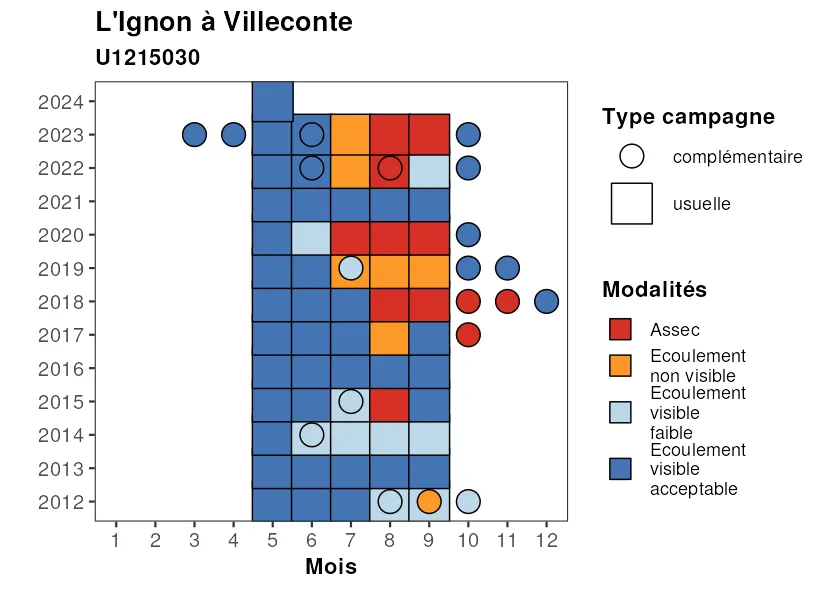 L'Ignon à Villeconte
U1215030
2024
2023
2022
2021
2020
2019
2018
2017
2016
2015
2014
2013
2012
1 2 3 4 5 6 7 8 9 10 11 12
Mois
Type campagne
complémentaire
usuelle
Modalités
Assec
Ecoulement
non visible
Ecoulement
visible
faible
Ecoulement
visible
acceptable